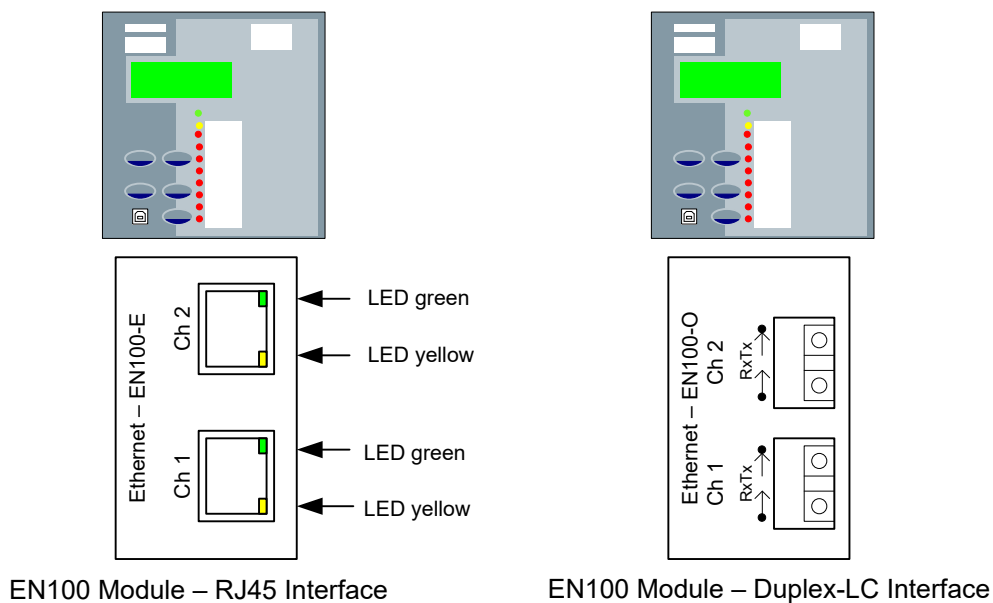 Ethernet – EN100-E
Ch 2
LED green
LED yellow
Ch 1
LED green
LED yellow
EN100 Module – RJ45 Interface
Ethernet – EN100-O
Ch 2
RxTx
Ch 1
RxTx
EN100 Module – Duplex-LC Interface